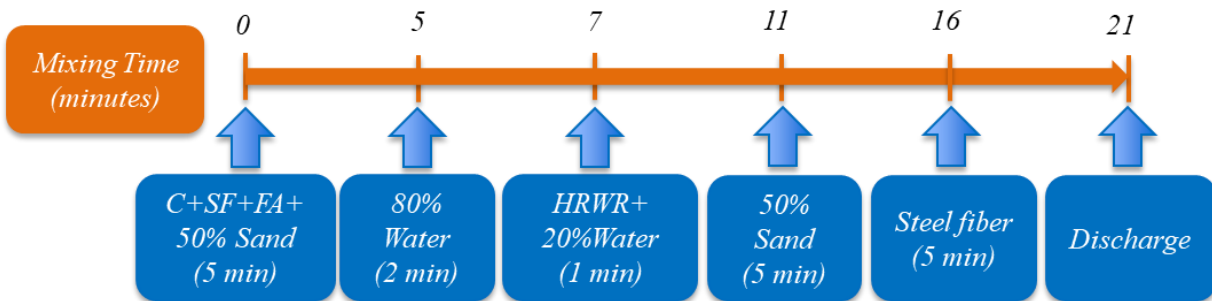 0
5
7
11
16
21
Mixing Time
(minutes)
C+SF+FA+
50% Sand
(5 min)
80%
Water
(2 min)
HRWR+
20%Water
(1 min)
50%
Sand
(5 min)
Steel fiber
(5 min)
Discharge